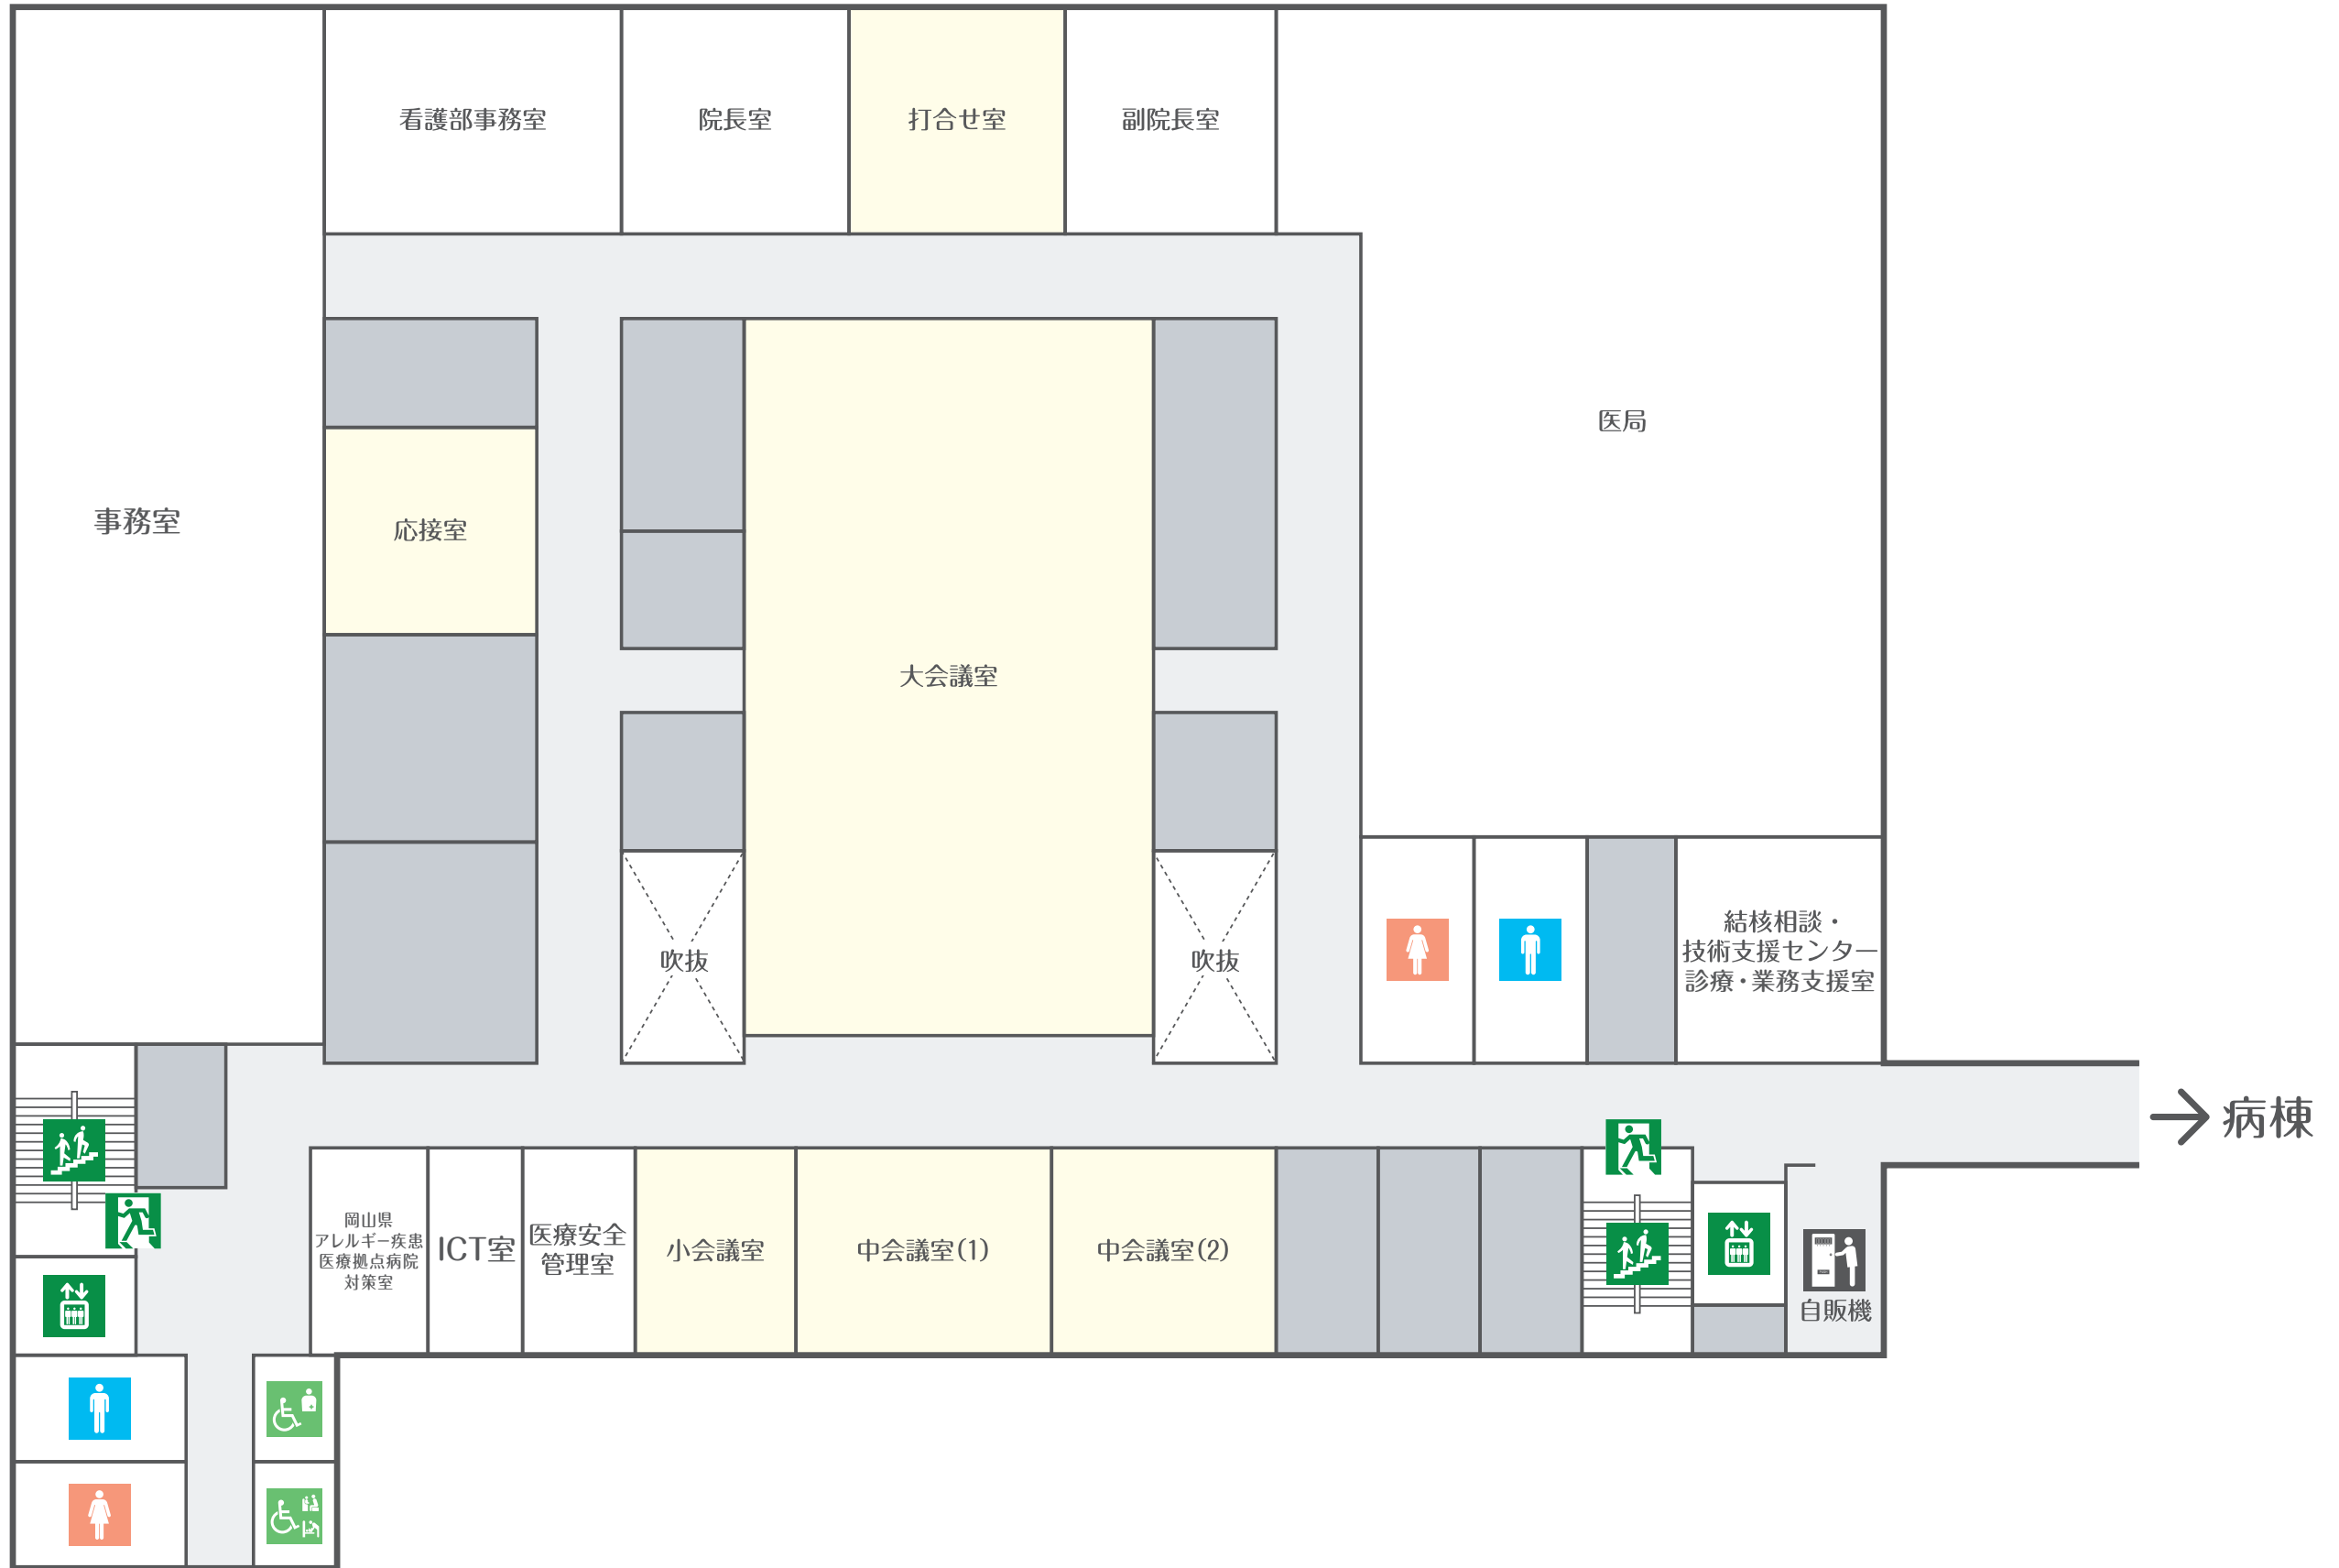 看護部事務室
院長室
打合せ室
副院長室
医局
事務室
応接室
大会議室
吹抜
吹抜
結核相談・
技術支援センター
診療・業務支援室
病棟
岡山県
アレルギー疾患
医療拠点病院
対策室
ICT室
医療安全
管理室
小会議室
中会議室(1)
中会議室(2)
自販機